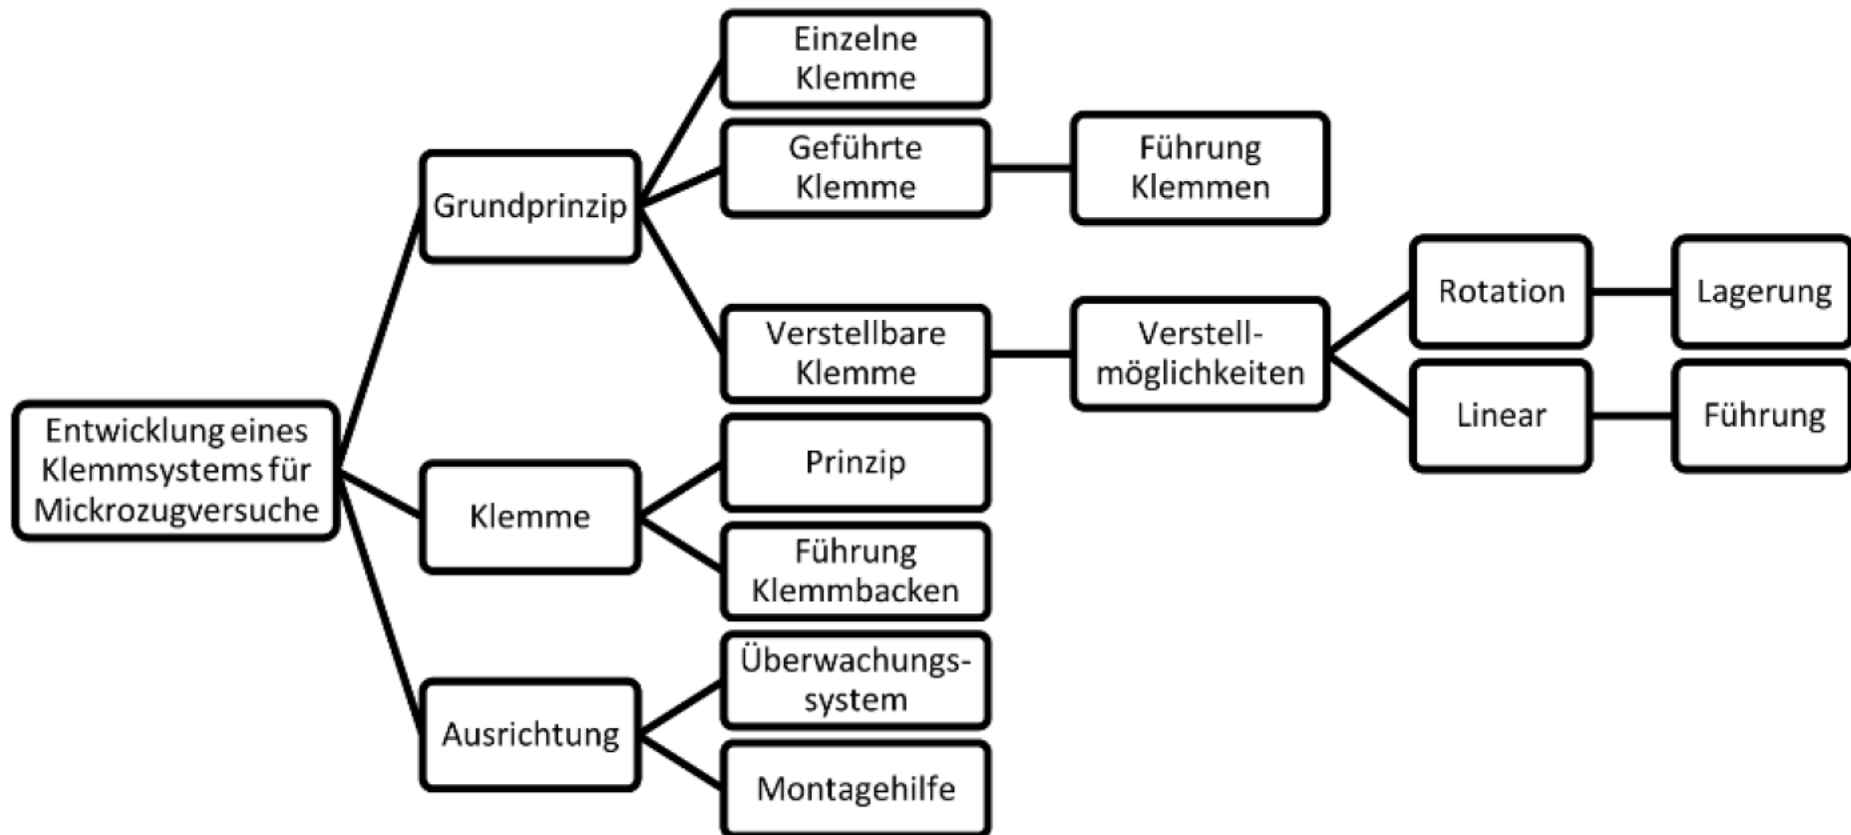 Einzelne
Klemme
Geführte
Klemme
Führung
Klemmen
Grundprinzip
Verstellbare
Klemme
Verstell-
möglichkeiten
Rotation
Lagerung
Linear
Führung
Entwicklung eines
Klemmsystems für
Mickrozugversuche
Klemme
Prinzip
Führung
Klemmbacken
Ausrichtung
Überwachungs-
system
Montagehilfe